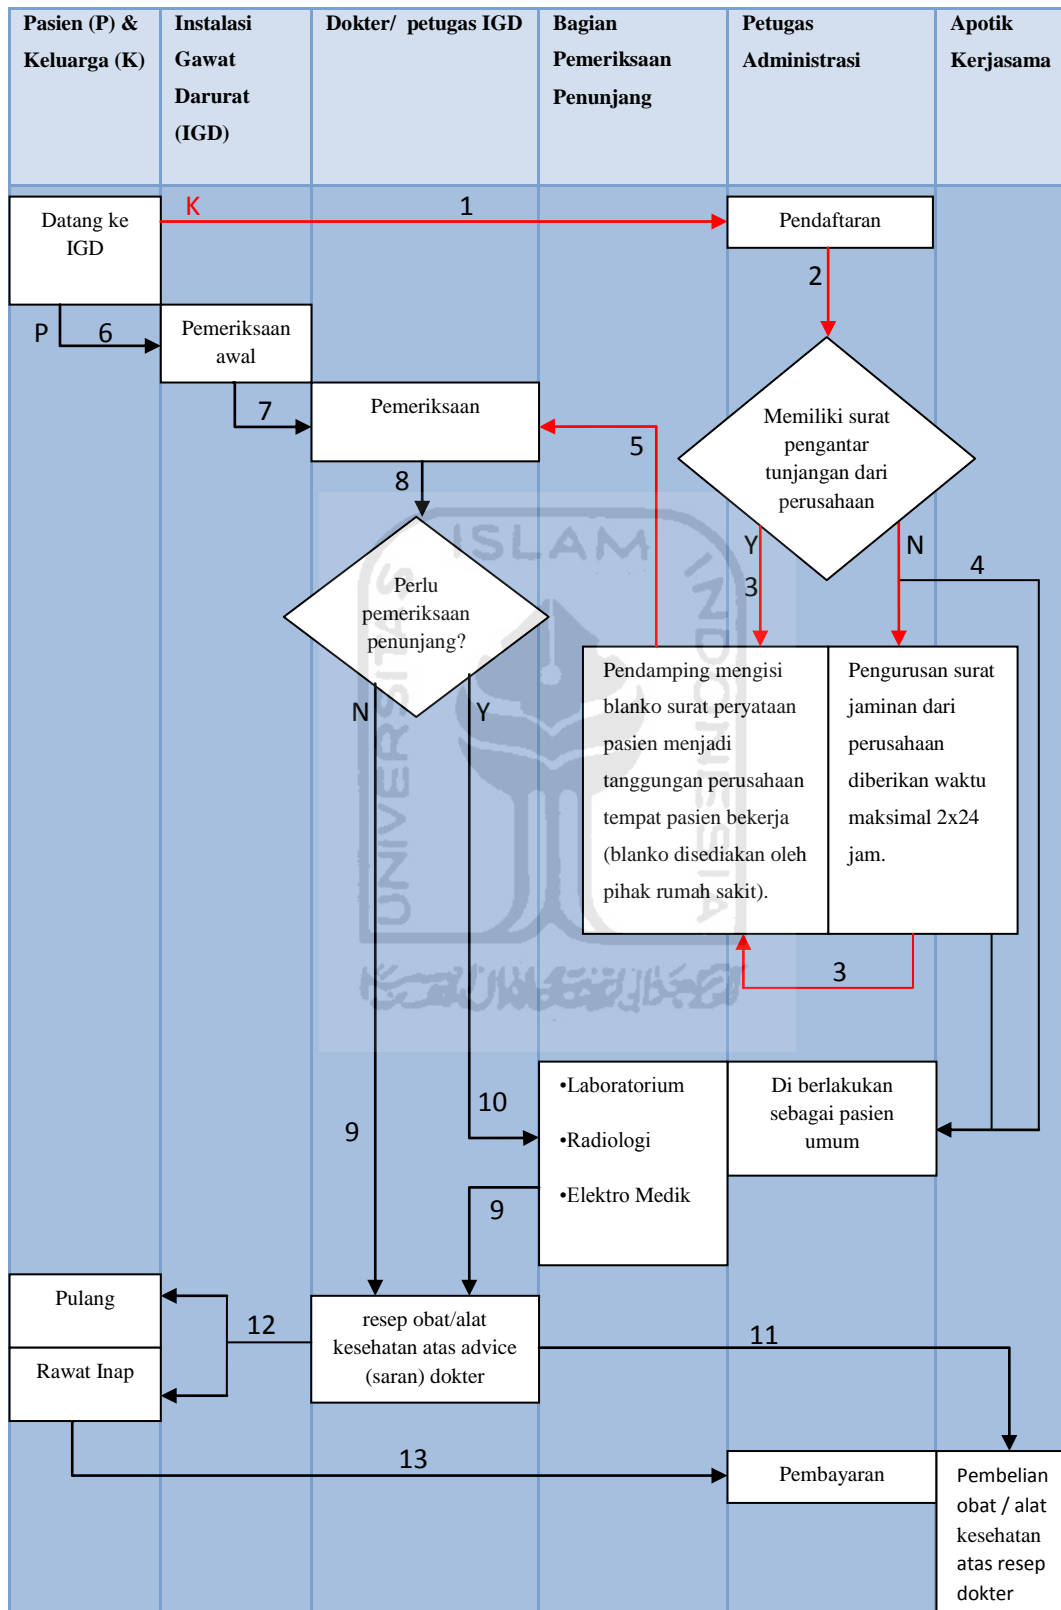 Pasien (P) &
Keluarga (K)
Instalasi
Gawat
Darurat
(IGD)
Dokter/ petugas IGD
Bagian
Pemeriksaan
Penunjang
Petugas
Administrasi
Apotik
Kerjasama
Datang ke
IGD
K
1
Pendaftaran
2
P
6
Pemeriksaan
awal
7
Pemeriksaan
5
Memiliki surat
pengantar
tunjangan dari
perusahaan
8
Y
3
N
4
Perlu
pemeriksaan
penunjang?
N
Y
Pendamping mengisi
blanko surat peryataan
pasien menjadi
tanggungan perusahaan
tempat pasien bekerja
(blanko disediakan oleh
pihak rumah sakit).
Pengurusan surat
jaminan dari
perusahaan
diberikan waktu
maksimal 2x24
jam.
3
UNIVERSITAS
ISLAM
INDONESIA
9
10
•Laboratorium
•Radiologi
•Elektro Medik
Di berlakukan
sebagai pasien
umum
9
Pulang
Rawat Inap
12
resep obat/alat
kesehatan atas advice
(saran) dokter
11
13
Pembayaran
Pembelian
obat / alat
kesehatan
atas resep
dokter